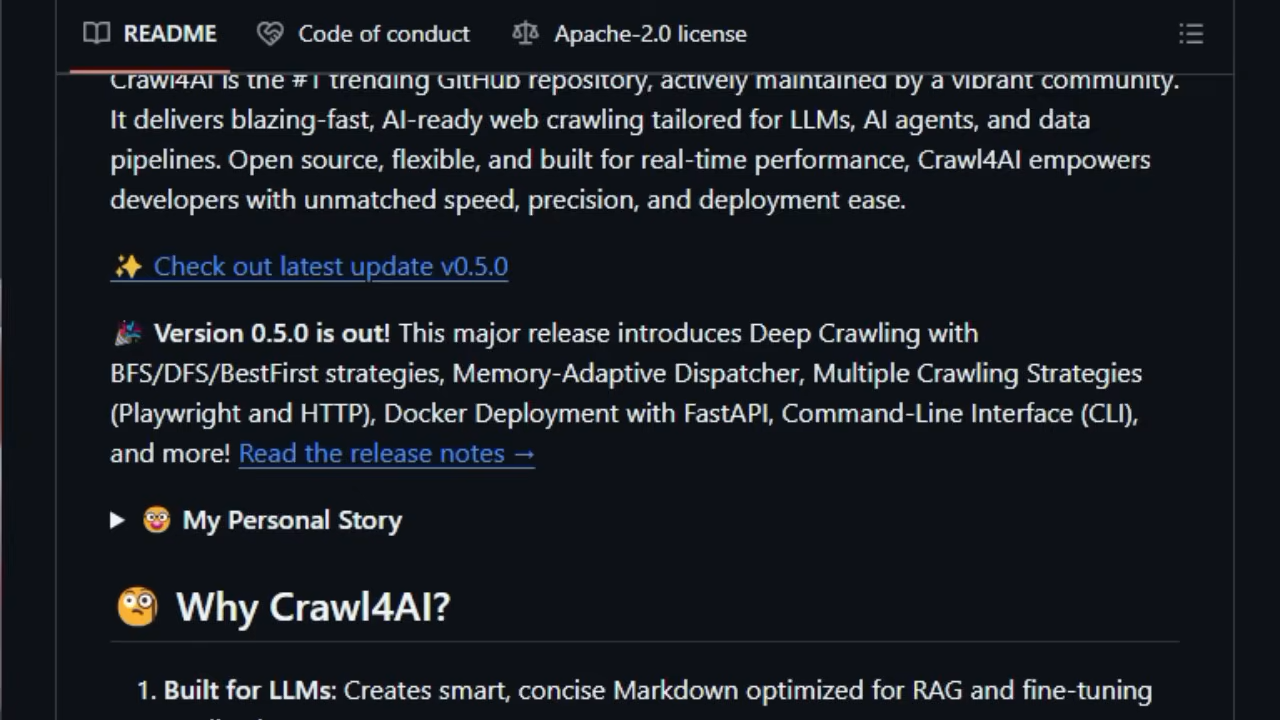 README Code of conduct Apache-2.0 license
Crawl4AI is the #1 trending GitHub repository, actively maintained by a vibrant community.
It delivers blazing-fast, AI-ready web crawling tailored for LLMs, AI agents, and data
pipelines. Open source, flexible, and built for real-time performance, Crawl4AI empowers
developers with unmatched speed, precision, and deployment ease.
✨ Check out latest update v0.5.0
🎉 Version 0.5.0 is out! This major release introduces Deep Crawling with
BFS/DFS/BestFirst strategies, Memory-Adaptive Dispatcher, Multiple Crawling Strategies
(Playwright and HTTP), Docker Deployment with FastAPI, Command-Line Interface (CLI),
and more! Read the release notes →
▶ 🤓 My Personal Story
🧐 Why Crawl4AI?
1. Built for LLMs: Creates smart, concise Markdown optimized for RAG and fine-tuning